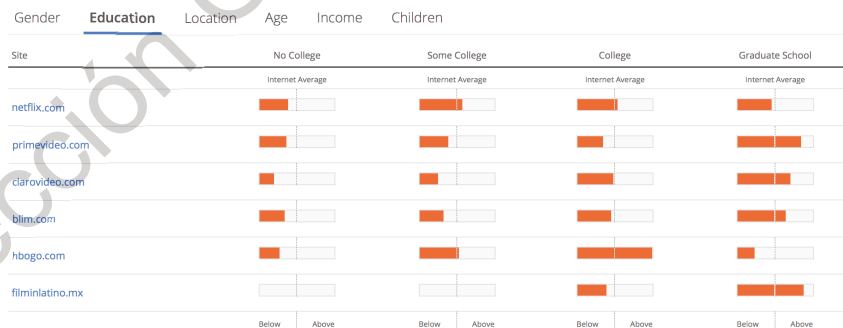 Gender Education Location Age Income Children
Site No College Some College College Graduate School
Internet Average Internet Average Internet Average Internet Average
netflix.com
primevideo.com
clarovideo.com
blim.com
hbogo.com
filminlatino.mx
Below Above Below Above Below Above Below Above
cción